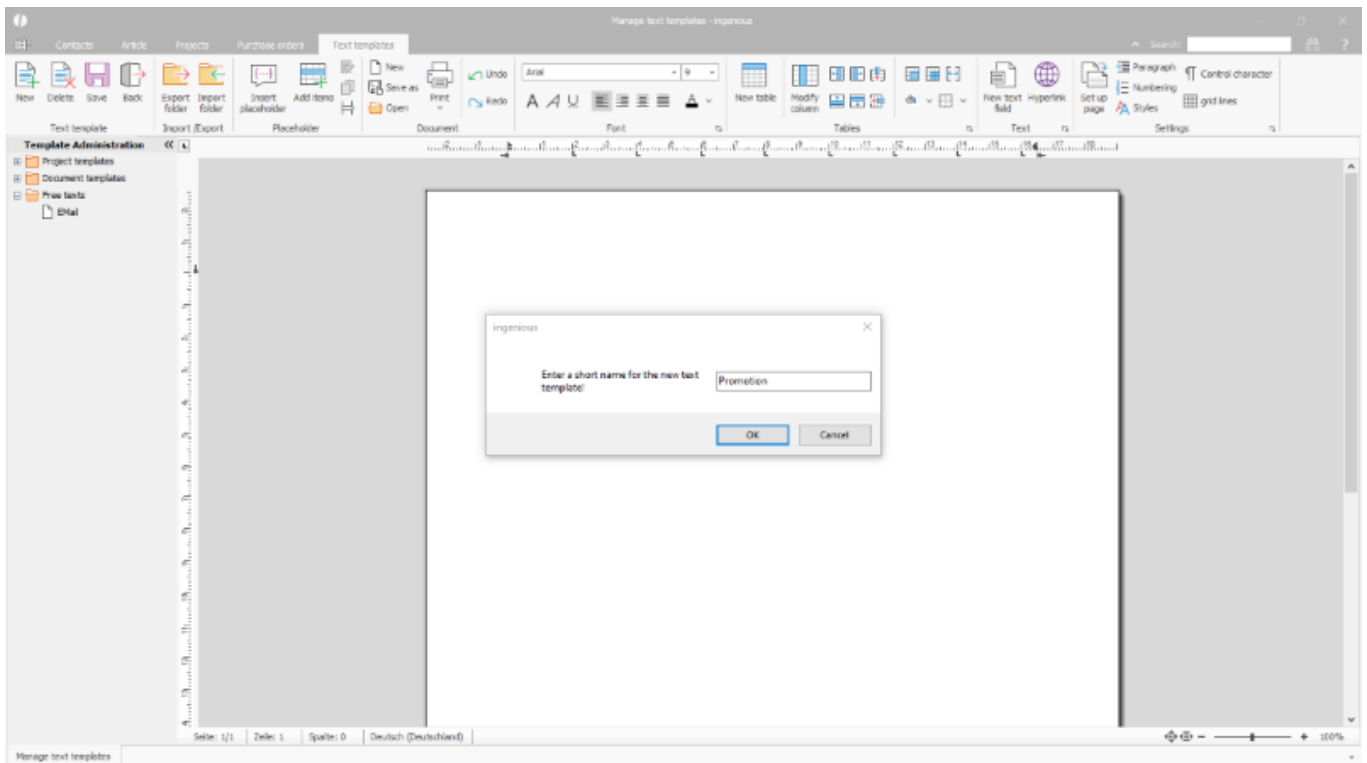 Manage text templates - ingenious
Contacts Article Projects Purchase orders Text templates Search:
New Delete Save Back
Export folder Import folder
Insert placeholder Add items
New
Save as
Open
Print
Undo
Redo
Arial 9
A A U A
New table
Modify column
New text field Hyperlink
Set up page
Paragraph
Numbering
Styles
Control character
grid lines
Text template Import /Export Placeholder Document Font Tables Text Settings
Template Administration
Project templates
Document templates
Free texts
EMail
ingenious
Enter a short name for the new text
template!
Promotion
OK Cancel
Seite: 1/1 Zeile: 1 Spalte: 0 Deutsch (Deutschland) 100%
Manage text templates